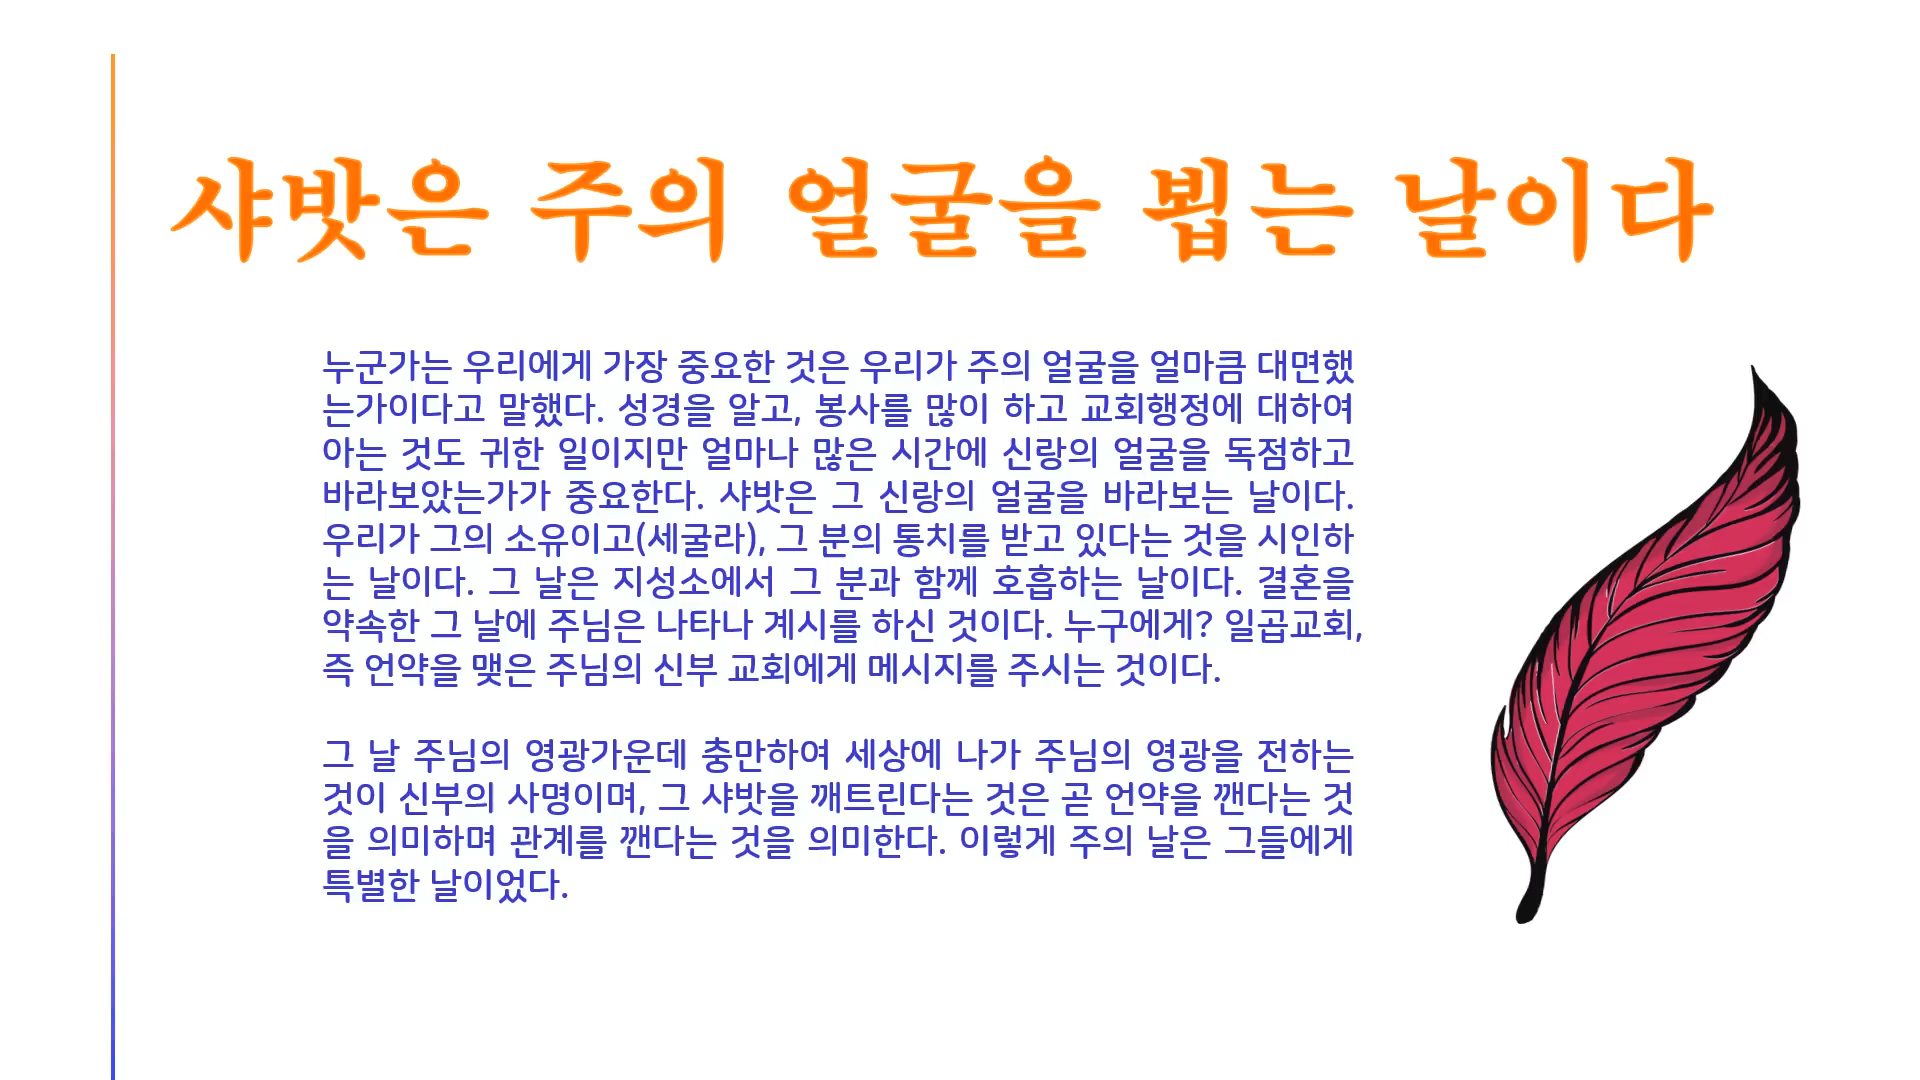 샤밧은 주의 얼굴을 뵙는 날이다
누군가는 우리에게 가장 중요한 것은 우리가 주의 얼굴을 얼마큼 대면했
는가이다고 말했다. 성경을 알고, 봉사를 많이 하고 교회행정에 대하여
아는 것도 귀한 일이지만 얼마나 많은 시간에 신랑의 얼굴을 독점하고
바라보았는가가 중요한다. 샤밧은 그 신랑의 얼굴을 바라보는 날이다.
우리가 그의 소유이고(세굴라), 그 분의 통치를 받고 있다는 것을 시인하
는 날이다. 그 날은 지성소에서 그 분과 함께 호흡하는 날이다. 결혼을
약속한 그 날에 주님은 나타나 계시를 하신 것이다. 누구에게? 일곱교회,
즉 언약을 맺은 주님의 신부 교회에게 메시지를 주시는 것이다.
그 날 주님의 영광가운데 충만하여 세상에 나가 주님의 영광을 전하는
것이 신부의 사명이며, 그 샤밧을 깨트린다는 것은 곧 언약을 깬다는 것
을 의미하며 관계를 깬다는 것을 의미한다. 이렇게 주의 날은 그들에게
특별한 날이었다.